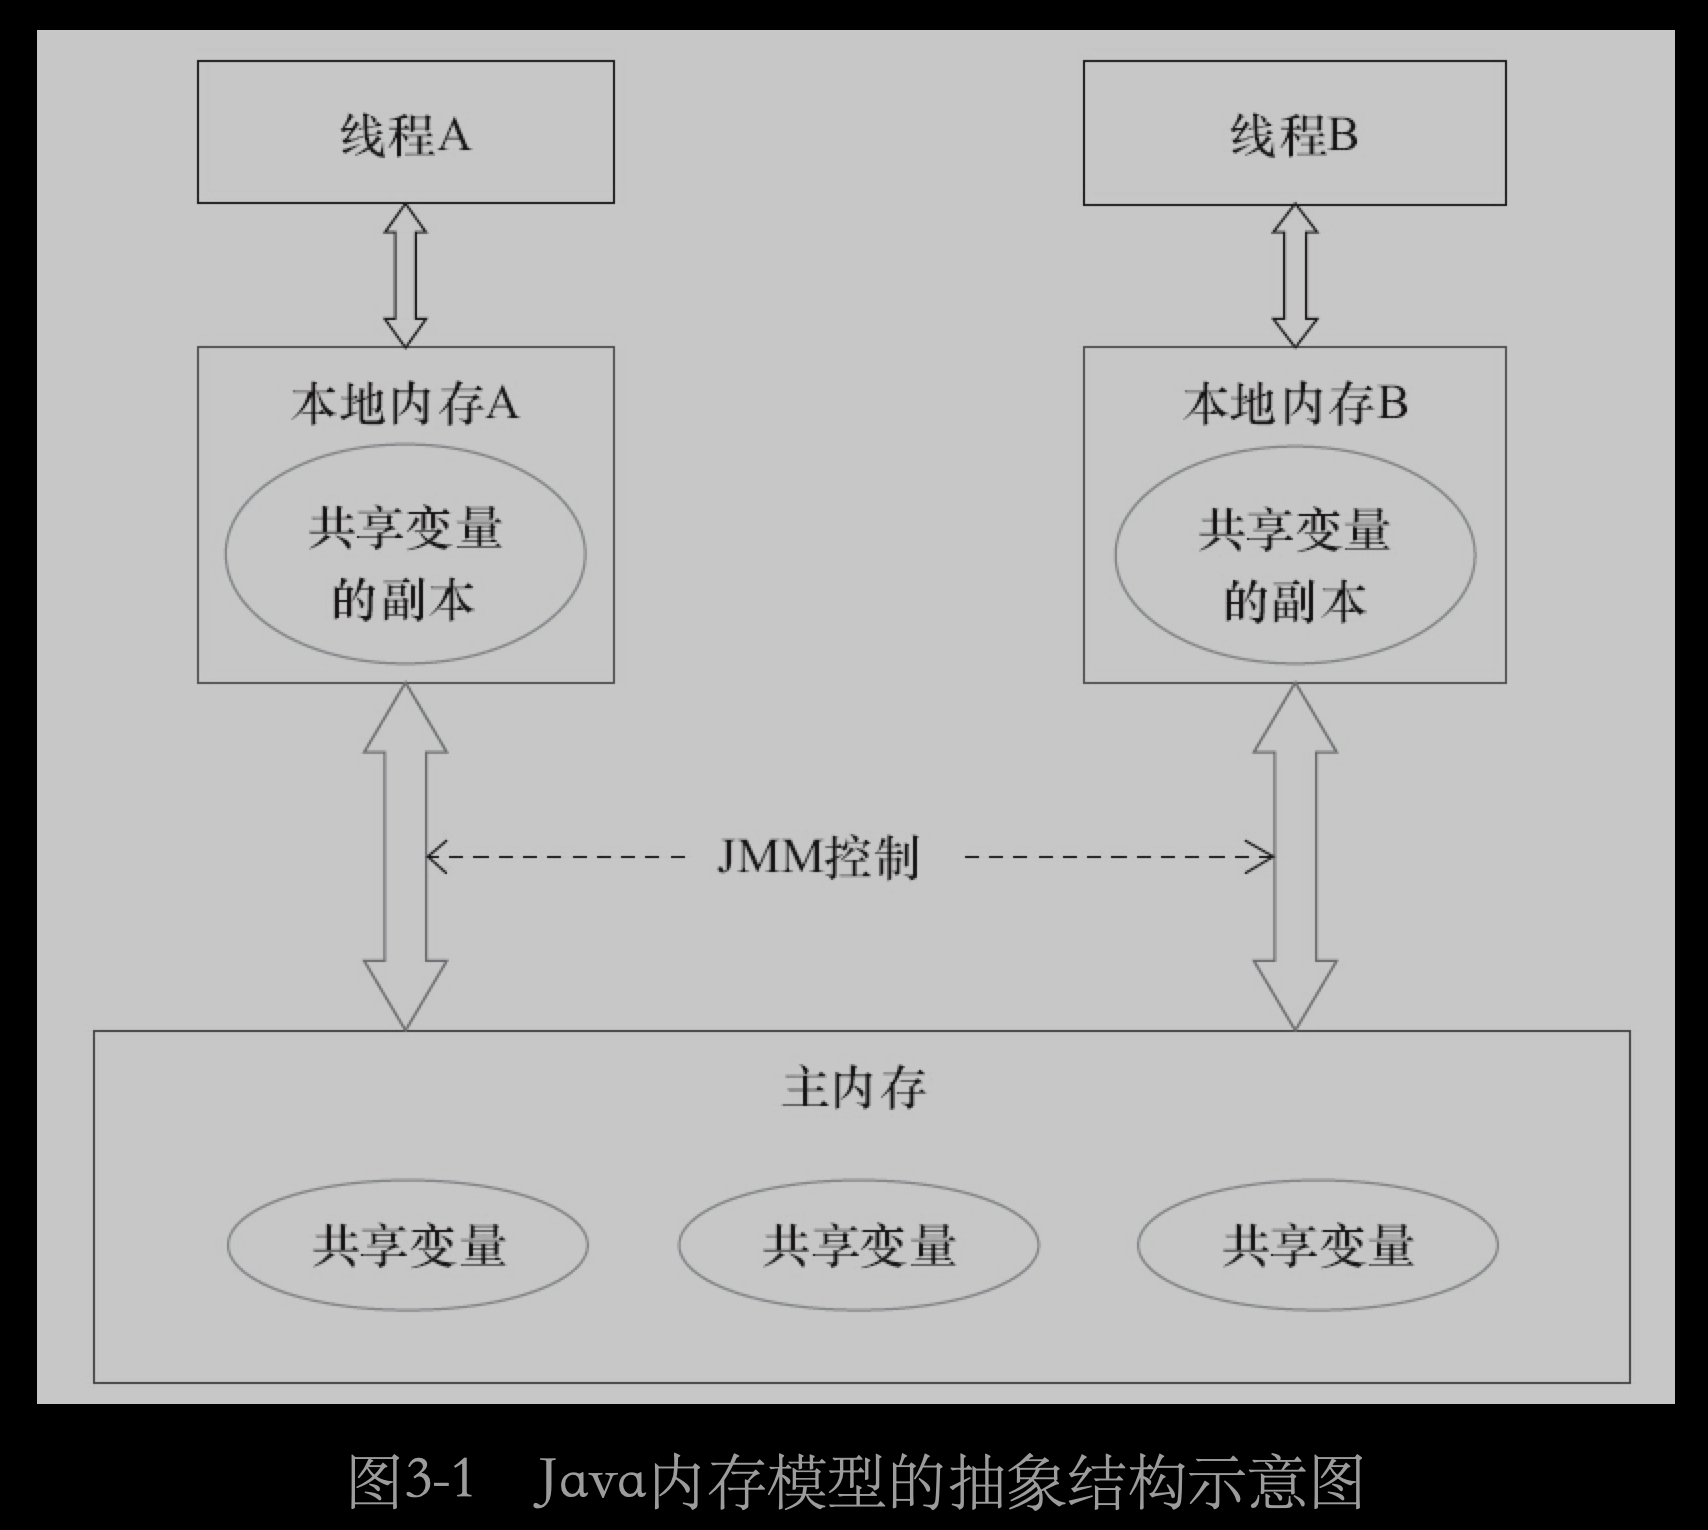 线程A
线程B
本地内存A
共享变量
的副本
本地内存B
共享变量
的副本
JMM控制
主内存
共享变量
共享变量
共享变量
图3-1 Java内存模型的抽象结构示意图